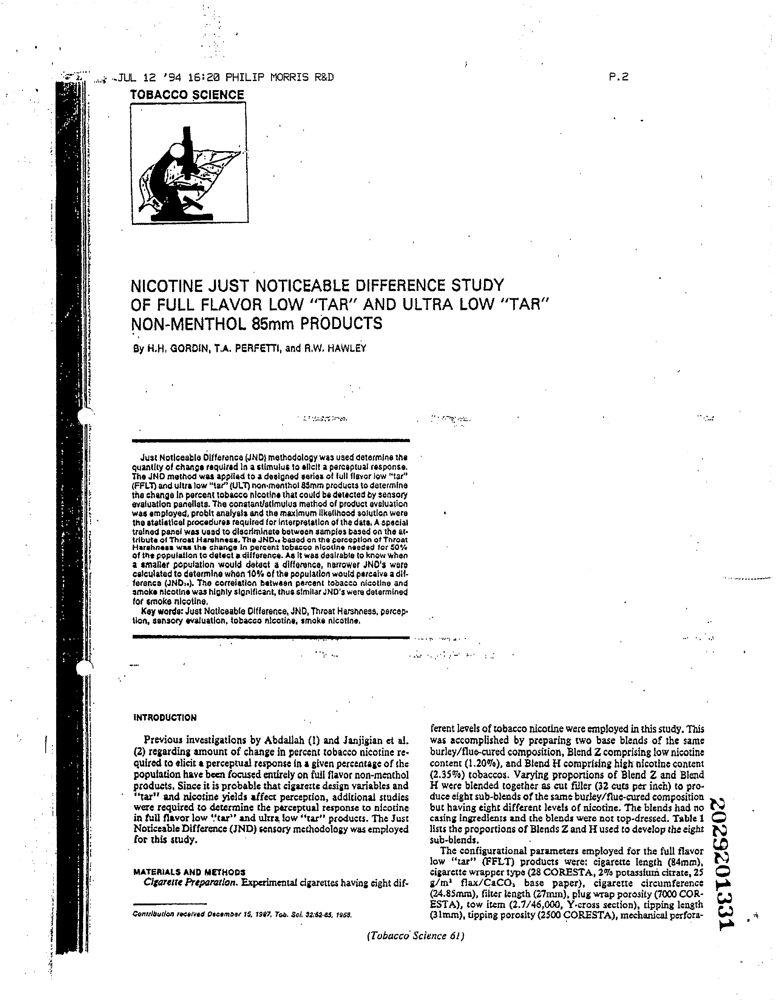 JUL 12 '94 16:20 PHILIP MORRIS R&D P.2
TOBACCO SCIENCE
NICOTINE JUST NOTICEABLE DIFFERENCE STUDY
OF FULL FLAVOR LOW "TAR" AND ULTRA LOW "TAR"
NON-MENTHOL 85mm PRODUCTS
By H.H. GORDIN, T.A. PERFETTI, and R.W. HAWLEY
Just Noticeable Difference (JND) methodology was used determine the
quantity of change required in a stimulus to elicit a perceptual response.
The JND method was applied to a designed series of full flavor low "tar"
(FFLT) and ultra low "tar" (ULT) non-menthol 85mm products to determine
the change in percent tobacco nicotine that could be detected by sensory
evaluation panelists. The constant/stimulus method of product evaluation
was employed, probit analysis and the maximum likelihood solution were
the statistical procedures required for interpretation of the data. A special
trained panel was used to discriminate between samples based on the at-
tribute of Throat Harshness. The based on the perception of Throat
Harshness was the change in percent tobacco nicotine needed for 50%
of the population to detect a difference. As it was desirable to know when
a smaller population would detect a difference, narrower JND's were
calculated to determine when 10% of the population would perceive a dif-
ference The correlation between percent tobacco nicotine and
smoke nicotine was highly significant, thus similar JND's were determined
for smoke nicotine.
Key words: Just Noticeable Difference, JND, Throat Harshness, percep-
tion, sensory evaluation, tobacco nicotine, smoke nicotine.
INTRODUCTION
Previous investigations by Abdallah (1) and Janjigian et al.
(2) regarding amount of change in percent tobacco nicotine re-
quired to elicit a perceptual response in a given percentage of the
population have been focused entirely on full flavor non-menthol
products. Since it is probable that cigarette design variables and
"tar" and nicotine yields affect perception, additional studies
were required to determine the perceptual response to nicotine
in full flavor low "tar" and ultra low "tar" products. The Just
Noticeable Difference (JND) sensory methodology was employed
for this study.
MATERIALS AND METHODS
Cigarette Preparation. Experimental cigarettes having eight dif-
Contribution received December 15, 1987. Tob. Sci. 32:62-65, 1988.
ferent levels of tobacco nicotine were employed in this study. This
was accomplished by preparing two base blends of the same
burley/flue-cured composition, Blend Z comprising low nicotine
content (1.20%), and Blend H comprising high nicotine content
(2.35%) tobaccos. Varying proportions of Blend Z and Blend
H were blended together as cut filler (32 cuts per inch) to pro-
duce eight sub-blends of the same burley/flue-cured composition
but having eight different levels of nicotine. The blends had no
casing ingredients and the blends were not top-dressed. Table 1
lists the proportions of Blends Z and H used to develop the eight
sub-blends.
The configurational parameters employed for the full flavor
low "tar" (FFLT) products were: cigarette length (84mm),
cigarette wrapper type (28 CORESTA, 2% potassium citrate, 25
g/m² flax/CaCO₃ base paper), cigarette circumference
(24.85mm), filter length (27mm), plug wrap porosity (7000 COR-
ESTA), tow item (2.7/46,000, Y-cross section), tipping length
(31mm), tipping porosity (2500 CORESTA), mechanical perfora-
2029201331
(Tobacco Science 61)